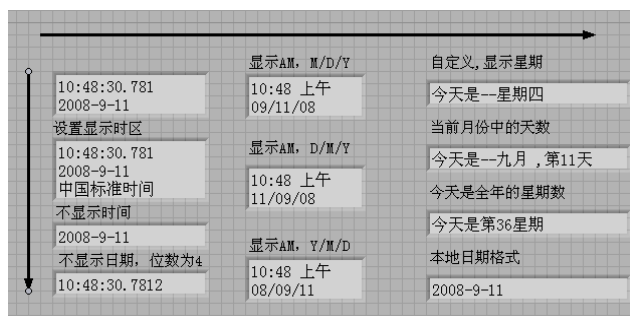 10:48:30.781
2008-9-11
设置显示时区
10:48:30.781
2008-9-11
中国标准时间
不显示时间
2008-9-11
不显示日期，位数为4
10:48:30.7812
显示AM，M/D/Y
10:48 上午
09/11/08
显示AM，D/M/Y
10:48 上午
11/09/08
显示AM，Y/M/D
10:48 上午
08/09/11
自定义,显示星期
今天是--星期四
当前月份中的天数
今天是--九月 ,第11天
今天是全年的星期数
今天是第36星期
本地日期格式
2008-9-11